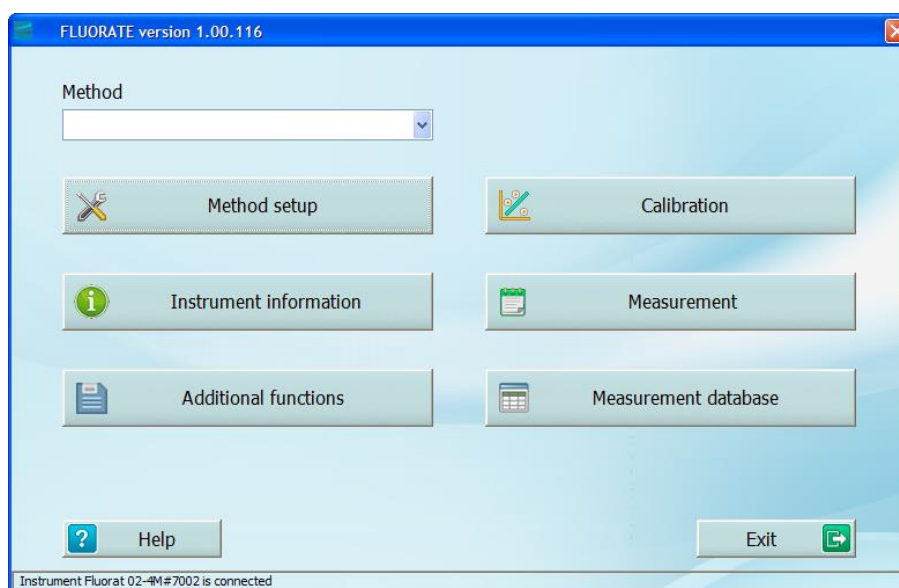 FLUORATE version 1.00.116
Method
Method setup
Calibration
Instrument information
Measurement
Additional functions
Measurement database
? Help
Exit
Instrument Fluorat 02-4M#7002 is connected